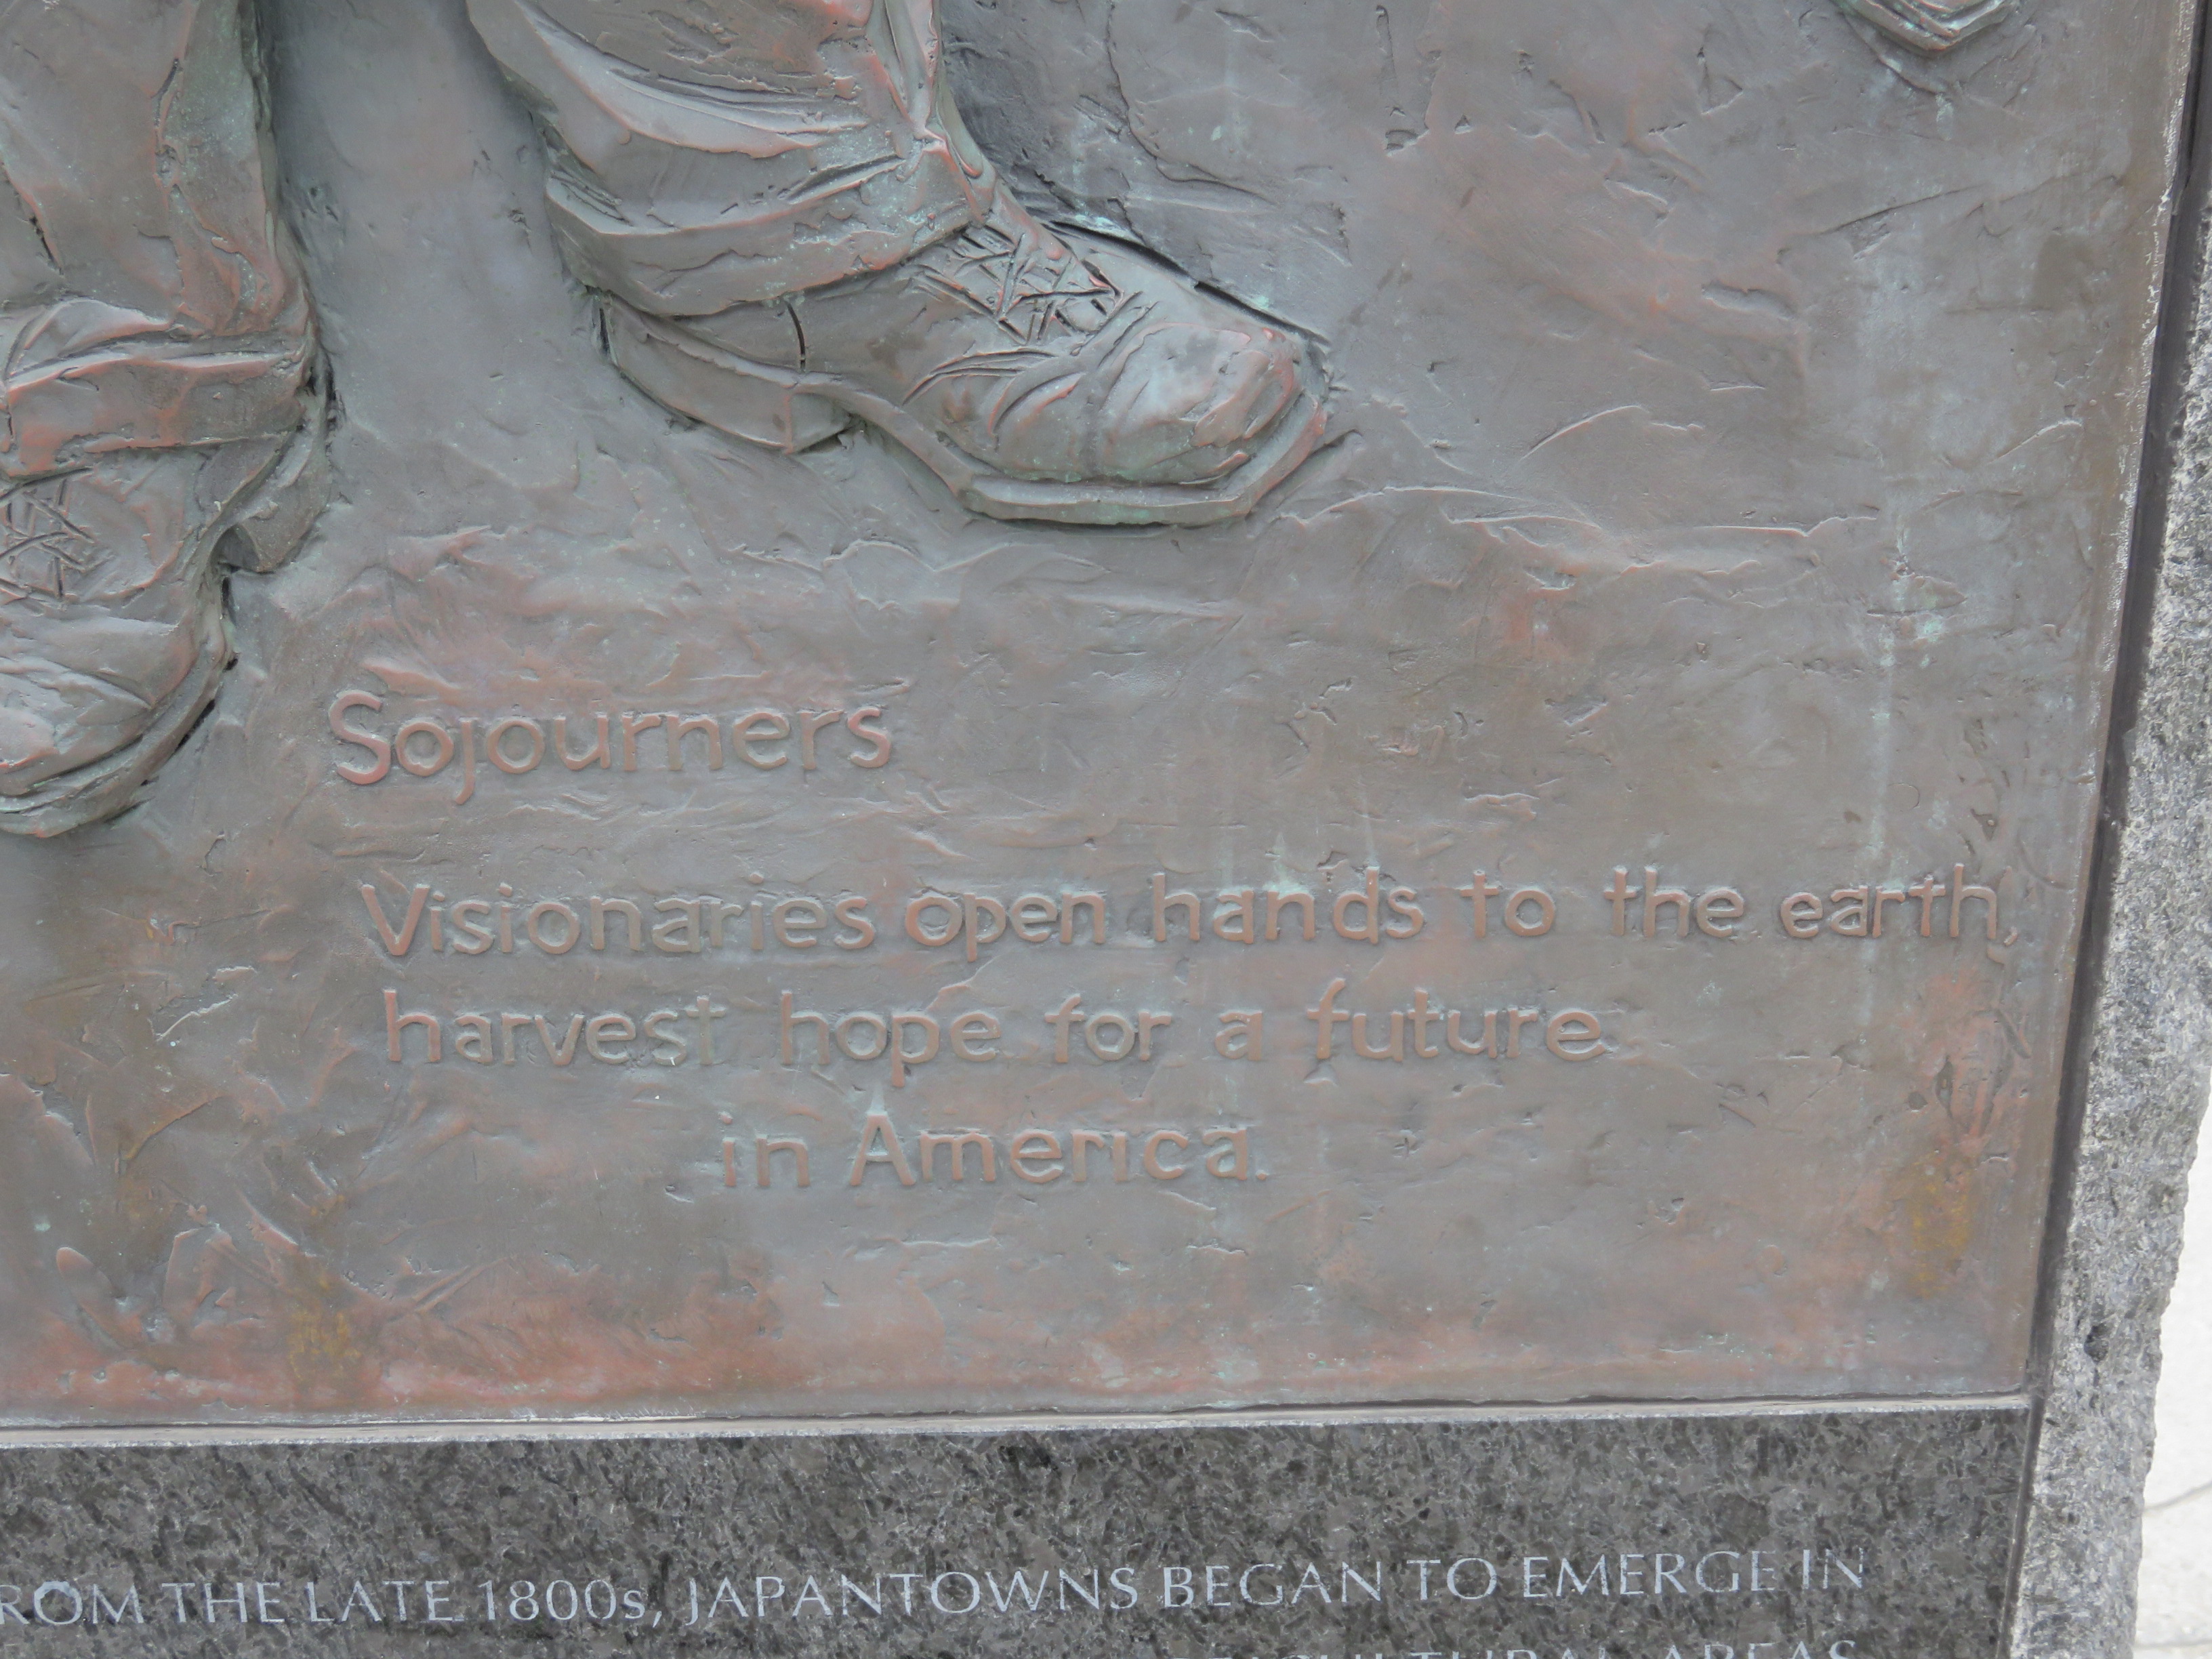 Sojourners
Visionaries open hands to the earth,
harvest hope for a future
in America.
ROM THE LATE 1800s, JAPANTOWNS BEGAN TO EMERGE IN
AREAS